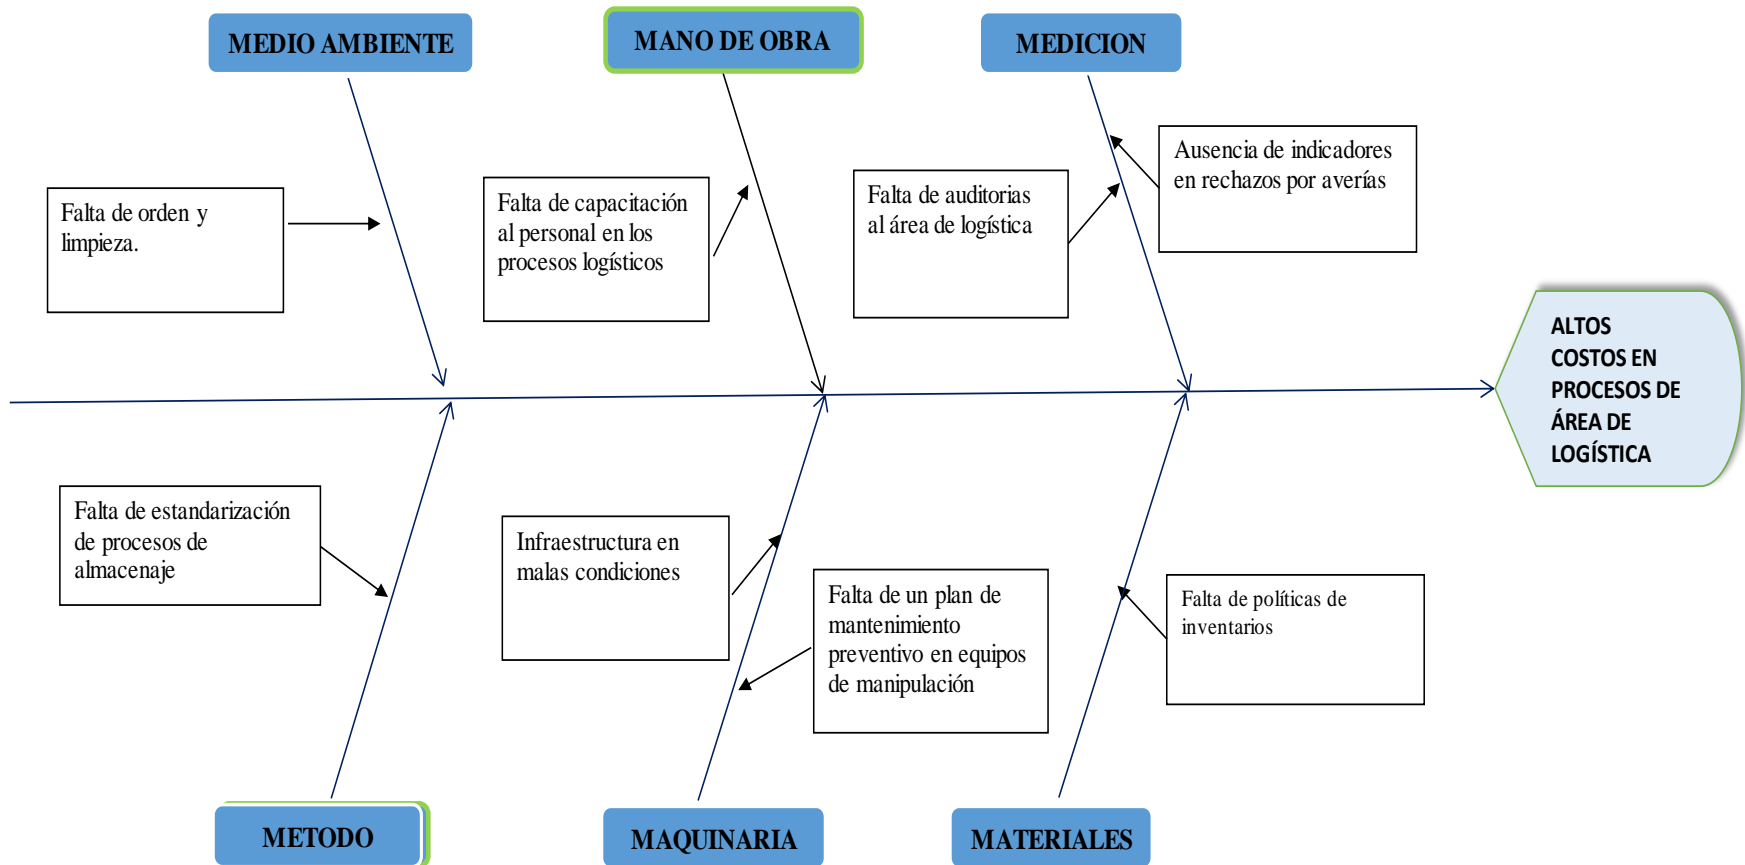 MEDIO AMBIENTE
MANO DE OBRA
MEDICION
Falta de orden y
limpieza.
Falta de capacitación
al personal en los
procesos logísticos
Falta de auditorias
al área de logística
Ausencia de indicadores
en rechazos por averías
ALTOS
COSTOS EN
PROCESOS DE
ÁREA DE
LOGÍSTICA
Falta de estandarización
de procesos de
almacenaje
Infraestructura en
malas condiciones
Falta de un plan de
mantenimiento
preventivo en equipos
de manipulación
Falta de políticas de
inventarios
METODO
MAQUINARIA
MATERIALES